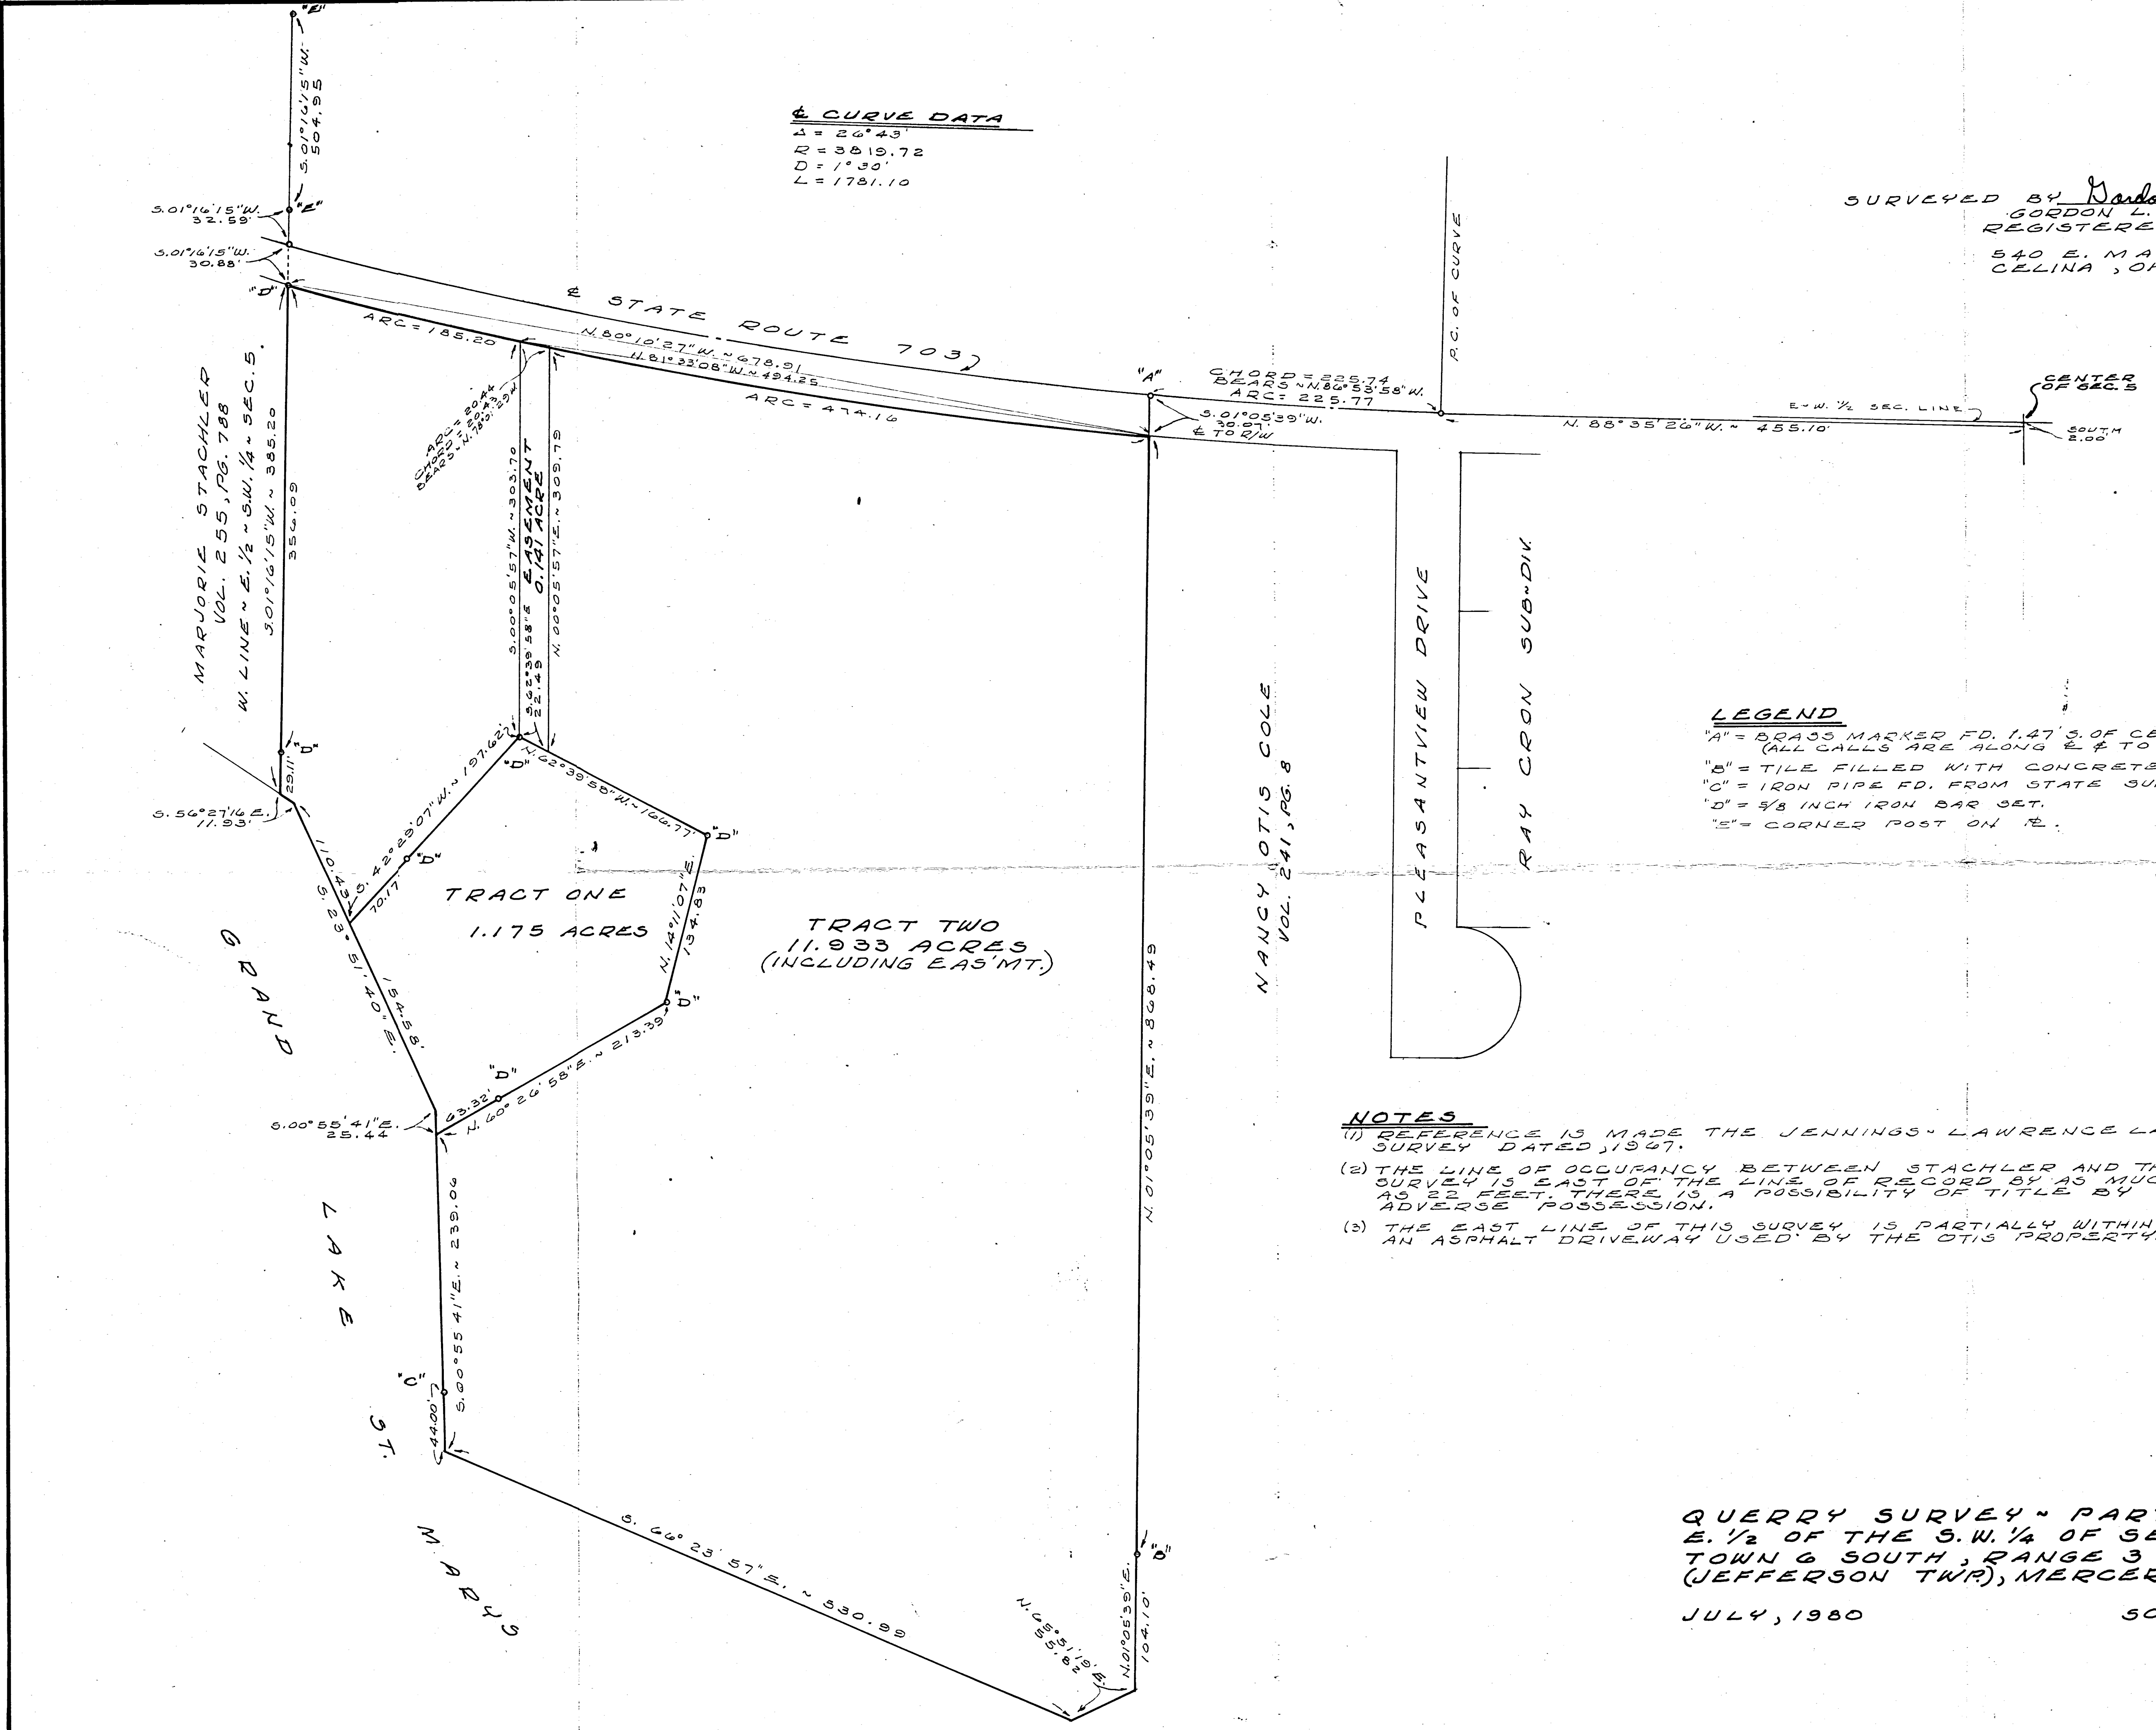 "E"
S.01°16'15"W.
504.95
℄ CURVE DATA
Δ = 26°43'
R = 3819.72
D = 1°30'
L = 1781.10
SURVEYED BY
GORDON L.
REGISTERE
540 E. MA
CELINA, OH
S.01°16'15"W.
32.59'
"E"
S.01°16'15"W.
30.88'
"D"
℄ STATE ROUTE 703
ARC = 185.20
N.80°10'27"W. ~ 678.91
N.81°33'08"W. ~ 494.25
ARC = 474.16
"A"
CHORD = 225.74
BEARS ~ N.86°53'58"W.
ARC = 225.77
S.01°05'39"W.
30.07'
℄ TO R/W
P.C. OF CURVE
E-W. 1/2 SEC. LINE
N. 88°35'26"W. ~ 455.10'
CENTER
OF SEC. 5
SOUTH
2.00'
ARC = 20.44
CHORD = 20.43
MARJORIE STACHLER
VOL. 255, PG. 788
W. LINE ~ E. 1/2 ~ S.W. 1/4 ~ SEC. 5.
S.01°16'15"W. ~ 385.20
356.09
S.00°05'57"W. ~ 303.70
EASEMENT
0.141 ACRE
N.00°05'57"E. ~ 309.79
S.62°39'58"E
22.49
"D"
29.11'
S.56°27'16 E.
11.93'
110.43'
S. 23° 51' 40" E.
154.58'
S. 42°29'07" W. ~ 197.62'
70.17'
"D"
"D"
N.62°39'58"W. ~ 166.77'
"D"
N.14°11'07"E.
134.83
"D"
TRACT ONE
1.175 ACRES
TRACT TWO
11.933 ACRES
(INCLUDING EAS'MT.)
"D"
63.32'
N.60°26'58"E. ~ 213.39
S.00°55'41"E.
25.44
S.00°55'41"E. ~ 239.06
"C"
44.00'
GRAND LAKE ST. MARYS
S. 66° 23' 57" E. ~ 530.99
N. 65°51'19" E.
55.82
N.01°05'39"E.
104.10'
"B"
N.01°05'39"E. ~ 868.49
NANCY OTIS COLE
VOL. 241, PG. 8
PLEASANTVIEW DRIVE
RAY CRON SUB~DIV.
LEGEND
"A" = BRASS MARKER FD. 1.47' S. OF CE
(ALL CALLS ARE ALONG ℄ & TO
"B" = TILE FILLED WITH CONCRETE
"C" = IRON PIPE FD. FROM STATE SU
"D" = 5/8 INCH IRON BAR SET.
"E" = CORNER POST ON ⅊.
NOTES
(1) REFERENCE IS MADE THE JENNINGS~LAWRENCE LA
SURVEY DATED, 1967.
(2) THE LINE OF OCCUPANCY BETWEEN STACHLER AND TH
SURVEY IS EAST OF THE LINE OF RECORD BY AS MUC
AS 22 FEET. THERE IS A POSSIBILITY OF TITLE BY
ADVERSE POSSESSION.
(3) THE EAST LINE OF THIS SURVEY IS PARTIALLY WITHIN
AN ASPHALT DRIVEWAY USED BY THE OTIS PROPERTY.
QUERRY SURVEY ~ PAR
E. 1/2 OF THE S.W. 1/4 OF SE
TOWN 6 SOUTH, RANGE 3
(JEFFERSON TWP.), MERCER
JULY, 1980
SC